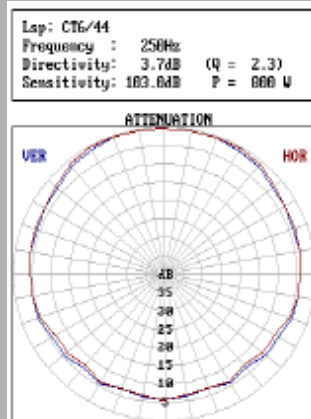 Lsp: CT6/44
Frequency : 250Hz
Directivity: 3.7dB (Q = 2.3)
Sensitivity: 103.0dB P = 800 W
ATTENUATION
VER HOR
dB
35
30
25
20
15
10